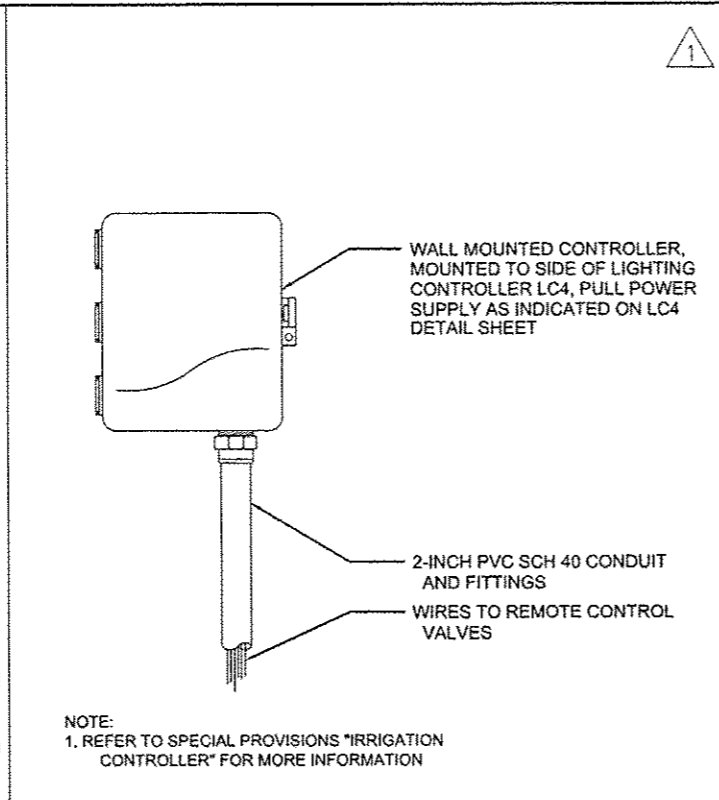 1
WALL MOUNTED CONTROLLER,
MOUNTED TO SIDE OF LIGHTING
CONTROLLER LC4, PULL POWER
SUPPLY AS INDICATED ON LC4
DETAIL SHEET
2-INCH PVC SCH 40 CONDUIT
AND FITTINGS
WIRES TO REMOTE CONTROL
VALVES
NOTE:
1. REFER TO SPECIAL PROVISIONS "IRRIGATION
CONTROLLER" FOR MORE INFORMATION